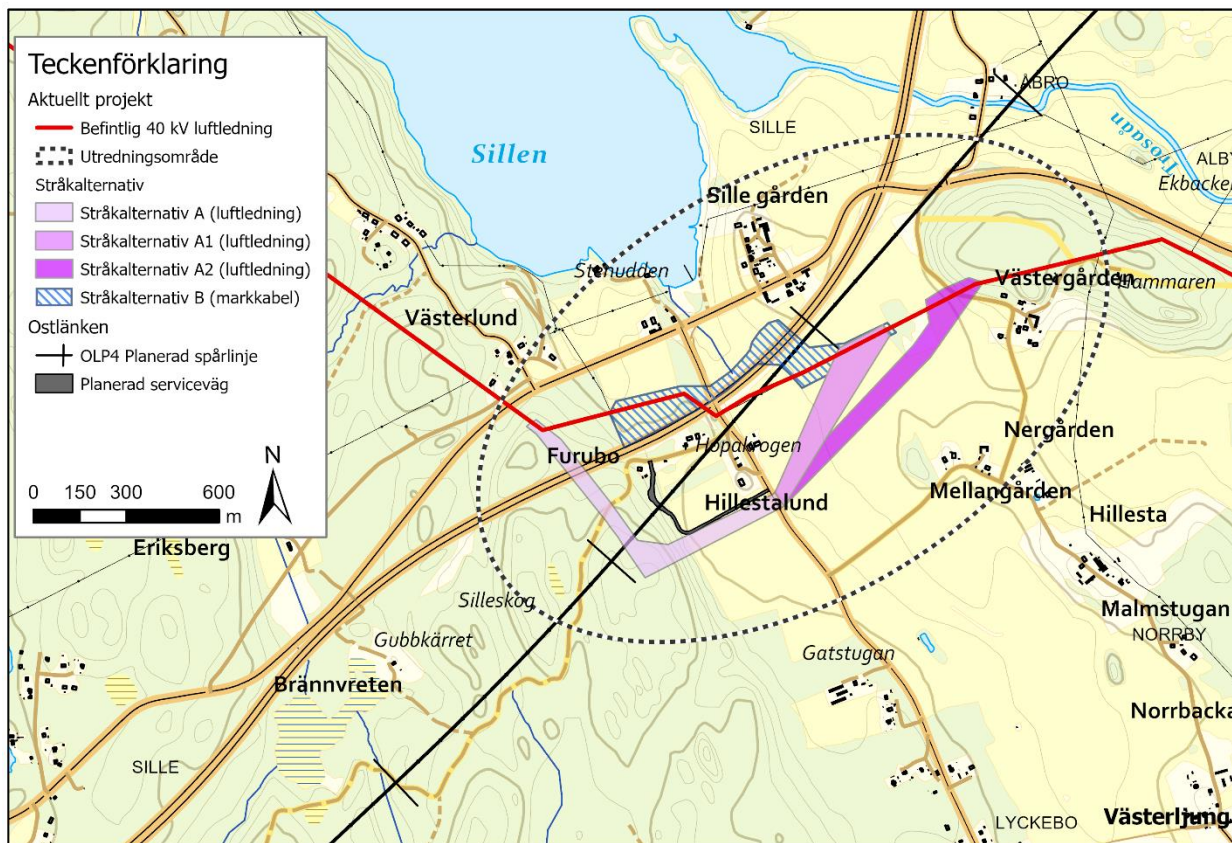 Teckenförklaring
Aktuellt projekt
Befintlig 40 kV luftledning
Utredningsområde
Stråkalternativ
Stråkalternativ A (luftledning)
Stråkalternativ A1 (luftledning)
Stråkalternativ A2 (luftledning)
Stråkalternativ B (markkabel)
Ostlänken
OLP4 Planerad spårlinje
Planerad serviceväg
N
0 150 300 600
m
Sillen
SILLE
ÅBRO
Trosaån
ALBY
Ekbacken
Sille gården
Stenudden
Västergården
Hammaren
Västerlund
Furubo
Hopakrogen
Nergården
Mellangården
Hillestalund
Hillesta
Eriksberg
Silleskog
Malmstugan
NORRBY
Gubbkärret
Gatstugan
Brännvreten
Norrbacka
SILLE
LYCKEBO
Västerljung